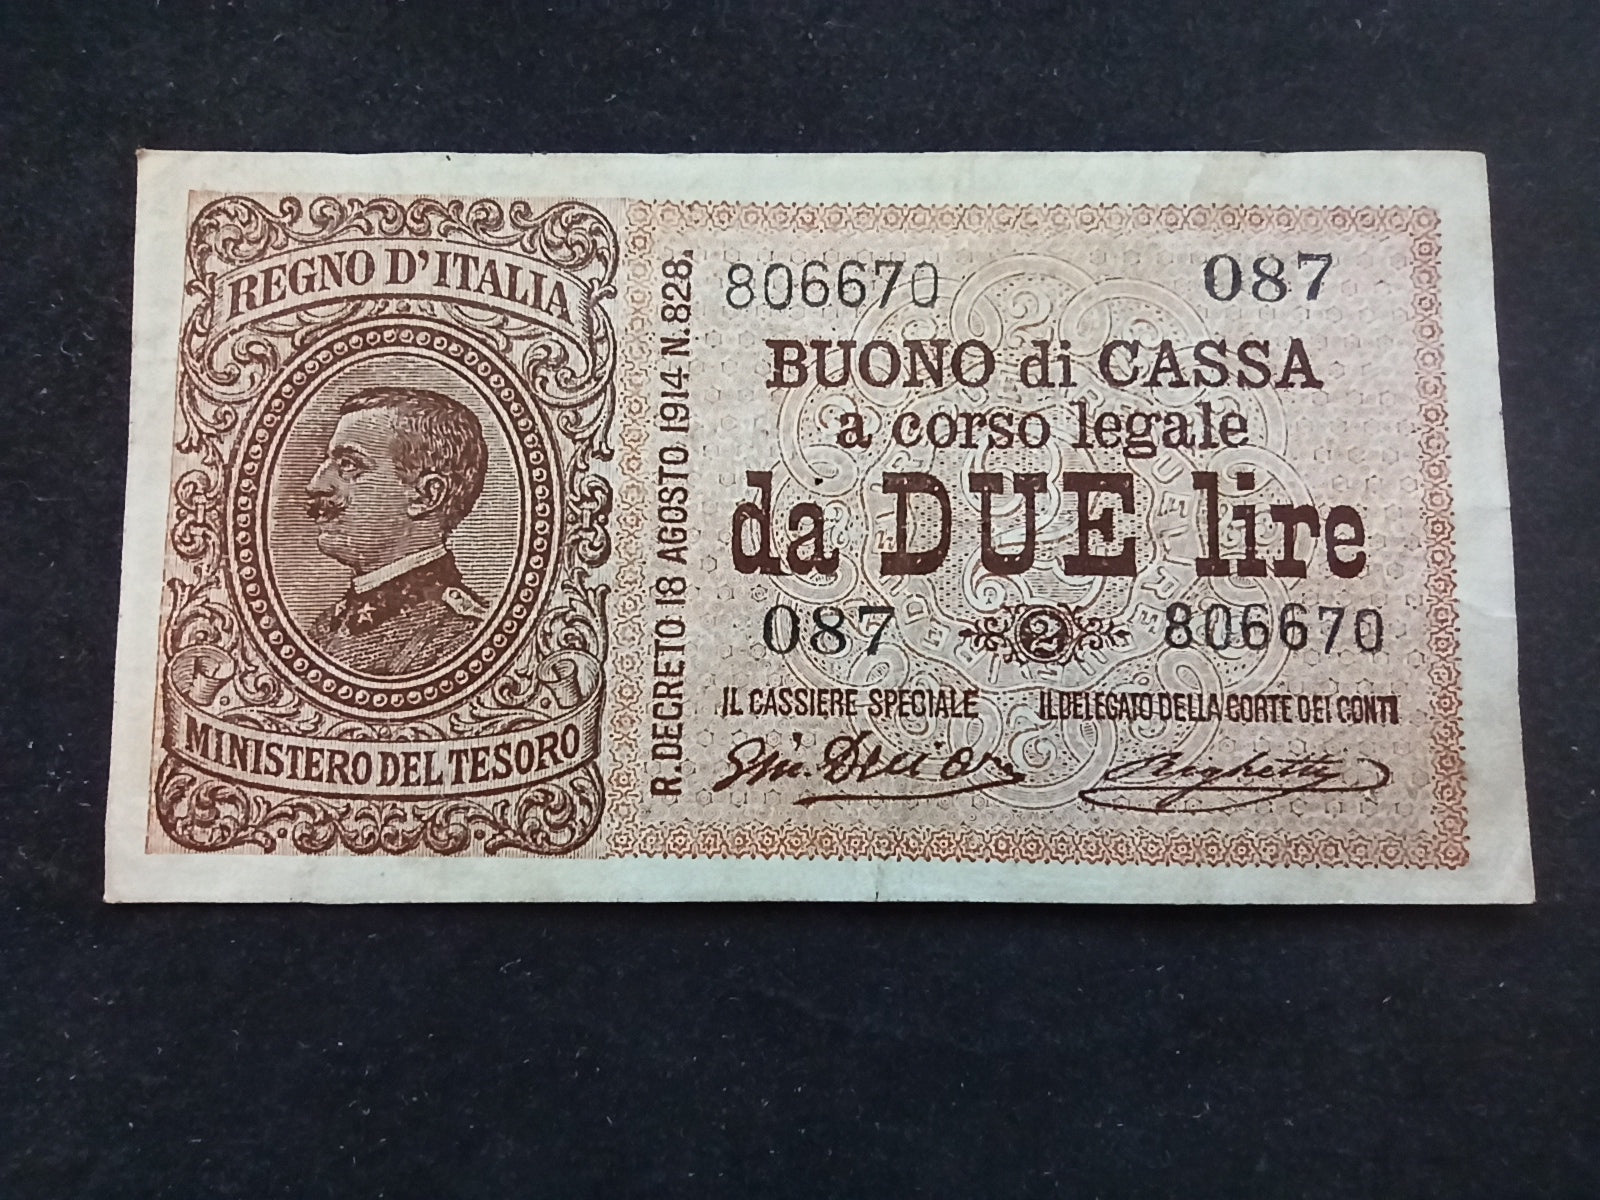 REGNO D'ITALIA
MINISTERO DEL TESORO
R. DECRETO 18 AGOSTO 1914 N. 828.
806670 087
BUONO di CASSA
a corso legale
da DUE lire
087 2 806670
IL CASSIERE SPECIALE IL DELEGATO DELLA CORTE DEI CONTI
Righetti